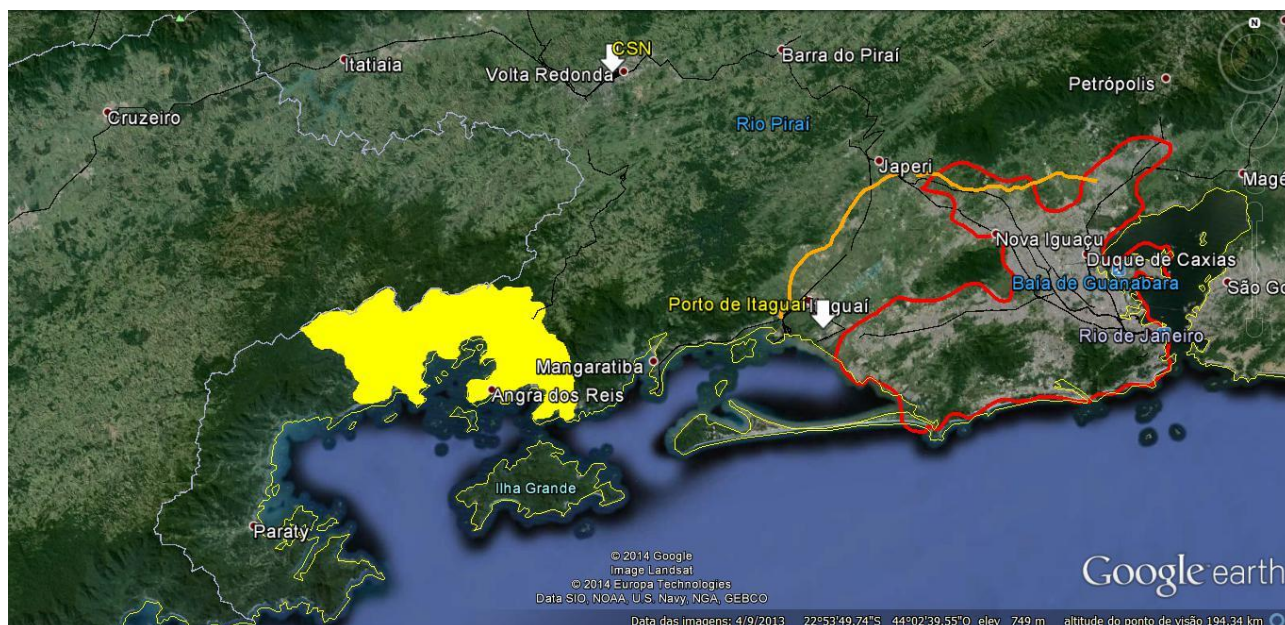 CSN
Itatiaia
Volta Redonda
Barra do Piraí
Petrópolis
N
Cruzeiro
Rio Piraí
Japeri
Magé
Nova Iguaçu
Duque de Caxias
Baía de Guanabara
São Go
Porto de Itaguaí
guaí
Rio de Janeiro
Mangaratiba
Angra dos Reis
Ilha Grande
Paraty
© 2014 Google
Image Landsat
© 2014 Europa Technologies
Data SIO, NOAA, U.S. Navy, NGA, GEBCO
Google earth
Data das imagens: 4/9/2013 22°53'49.74"S 44°02'39.55"O elev 749 m altitude do ponto de visão 194.34 km